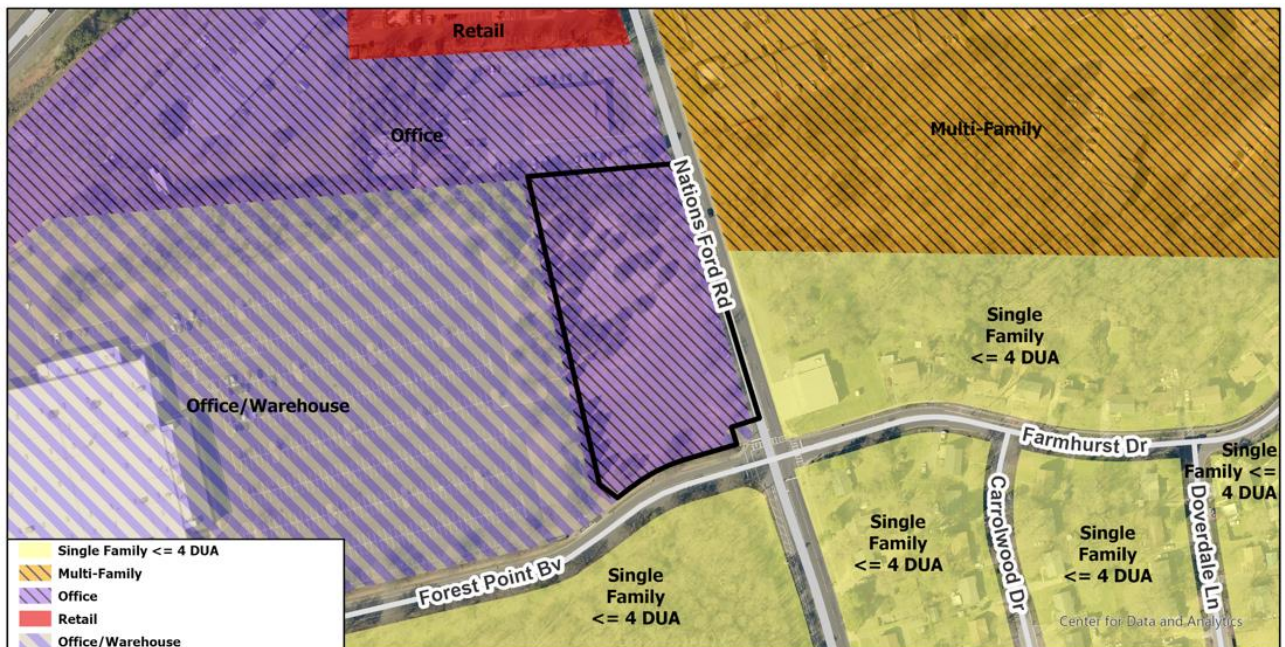 Retail
Office
Multi-Family
Nations Ford Rd
Single
Family
<= 4 DUA
Office/Warehouse
Farmhurst Dr
Single
Family <=
4 DUA
Carrolwood Dr
Doverdale Ln
Single
Family
<= 4 DUA
Single
Family
<= 4 DUA
Forest Point Bv
Single
Family
<= 4 DUA
Center for Data and Analytics
Single Family <= 4 DUA
Multi-Family
Office
Retail
Office/Warehouse